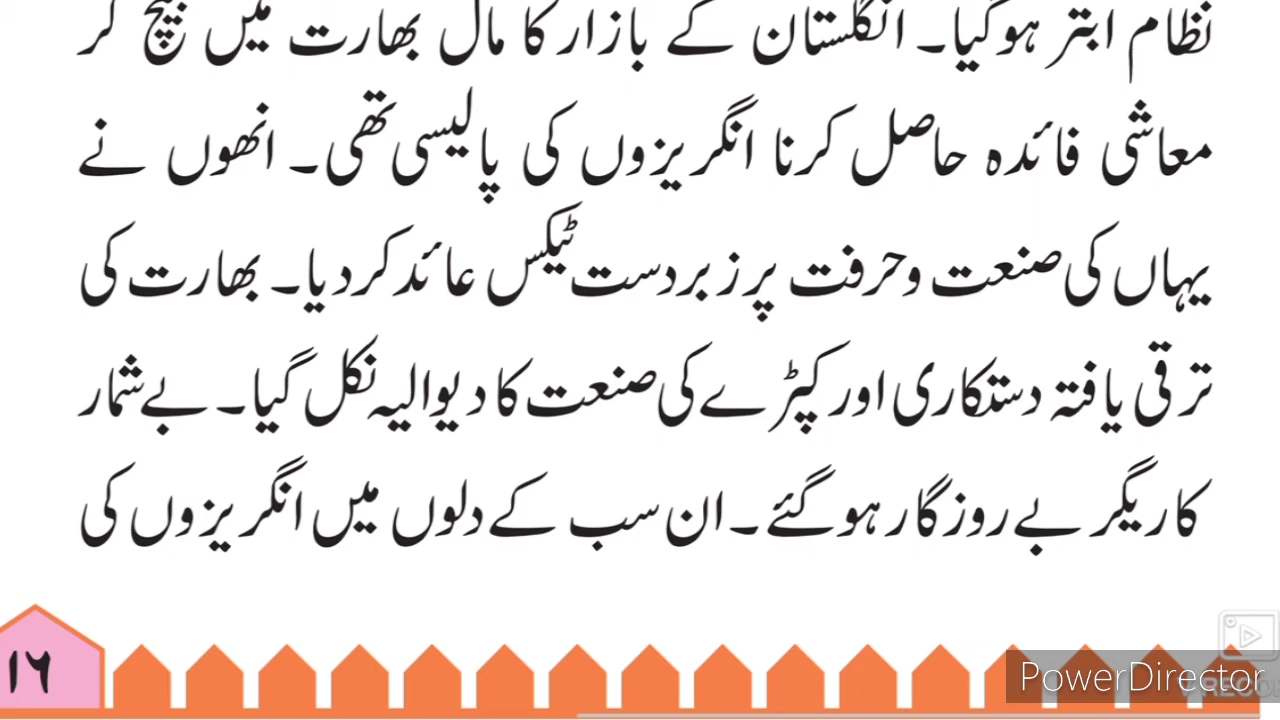 نظام ابتر ہوگیا۔ انگلستان کے بازار کا مال بھارت میں بیچ کر
معاشی فائدہ حاصل کرنا انگریزوں کی پالیسی تھی۔ انھوں نے
یہاں کی صنعت وحرفت پر زبردست ٹیکس عائد کردیا۔ بھارت کی
ترقی یافتہ دستکاری اور کپڑے کی صنعت کا دیوالیہ نکل گیا۔ بے شمار
کاریگر بے روزگار ہوگئے۔ ان سب کے دلوں میں انگریزوں کی
۱۶
PowerDirector